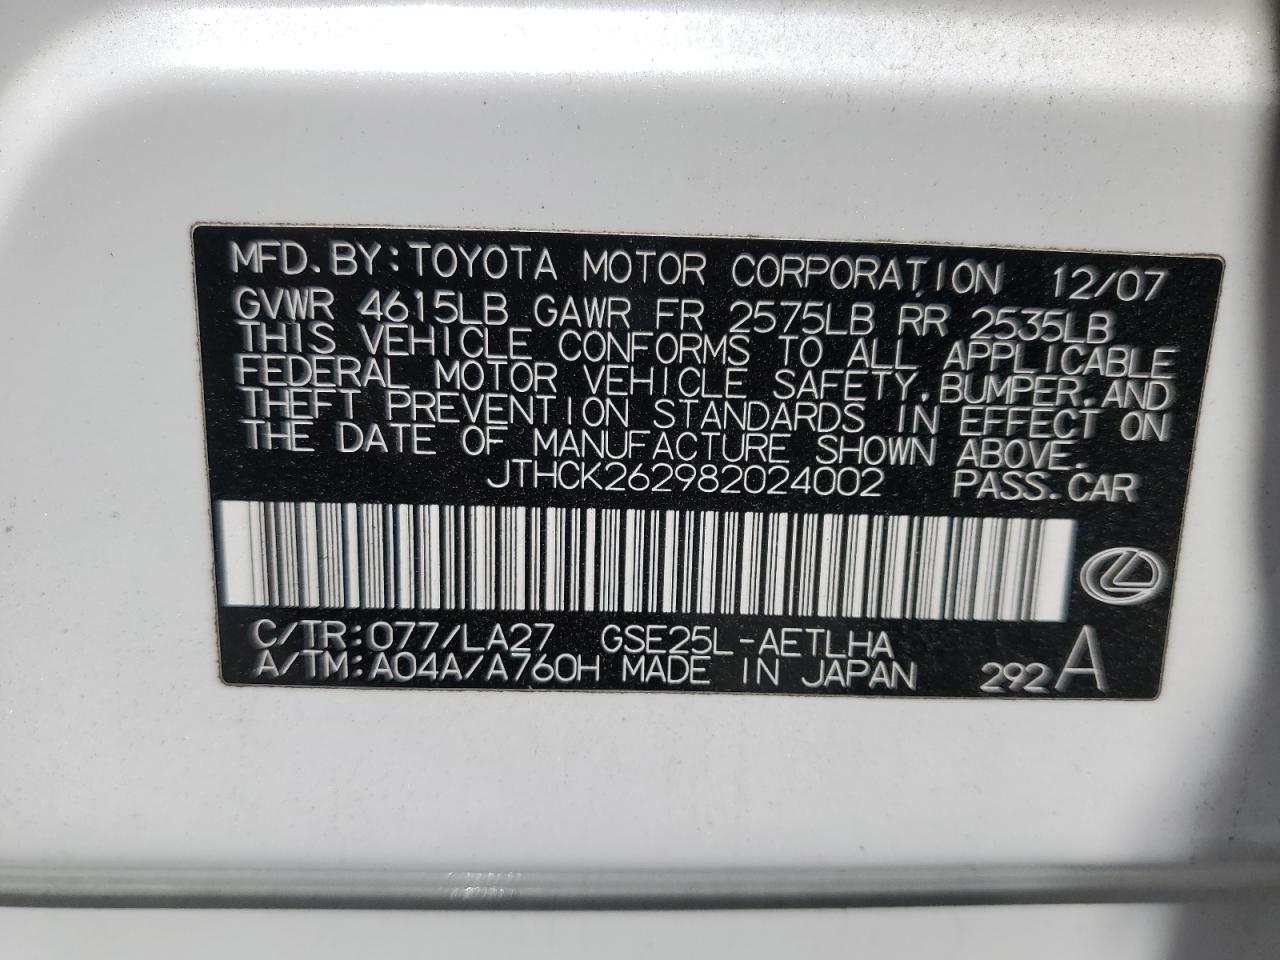 MFD.BY:TOYOTA MOTOR CORPORATION 12/07
GVWR 4615LB GAWR FR 2575LB RR 2535LB
THIS VEHICLE CONFORMS TO ALL APPLICABLE
FEDERAL MOTOR VEHICLE SAFETY,BUMPER,AND
THEFT PREVENTION STANDARDS IN EFFECT ON
THE DATE OF MANUFACTURE SHOWN ABOVE.
JTHCK262982024002 PASS.CAR
C/TR:077/LA27 GSE25L-AETLHA
A/TM:A04A/A760H MADE IN JAPAN 292A